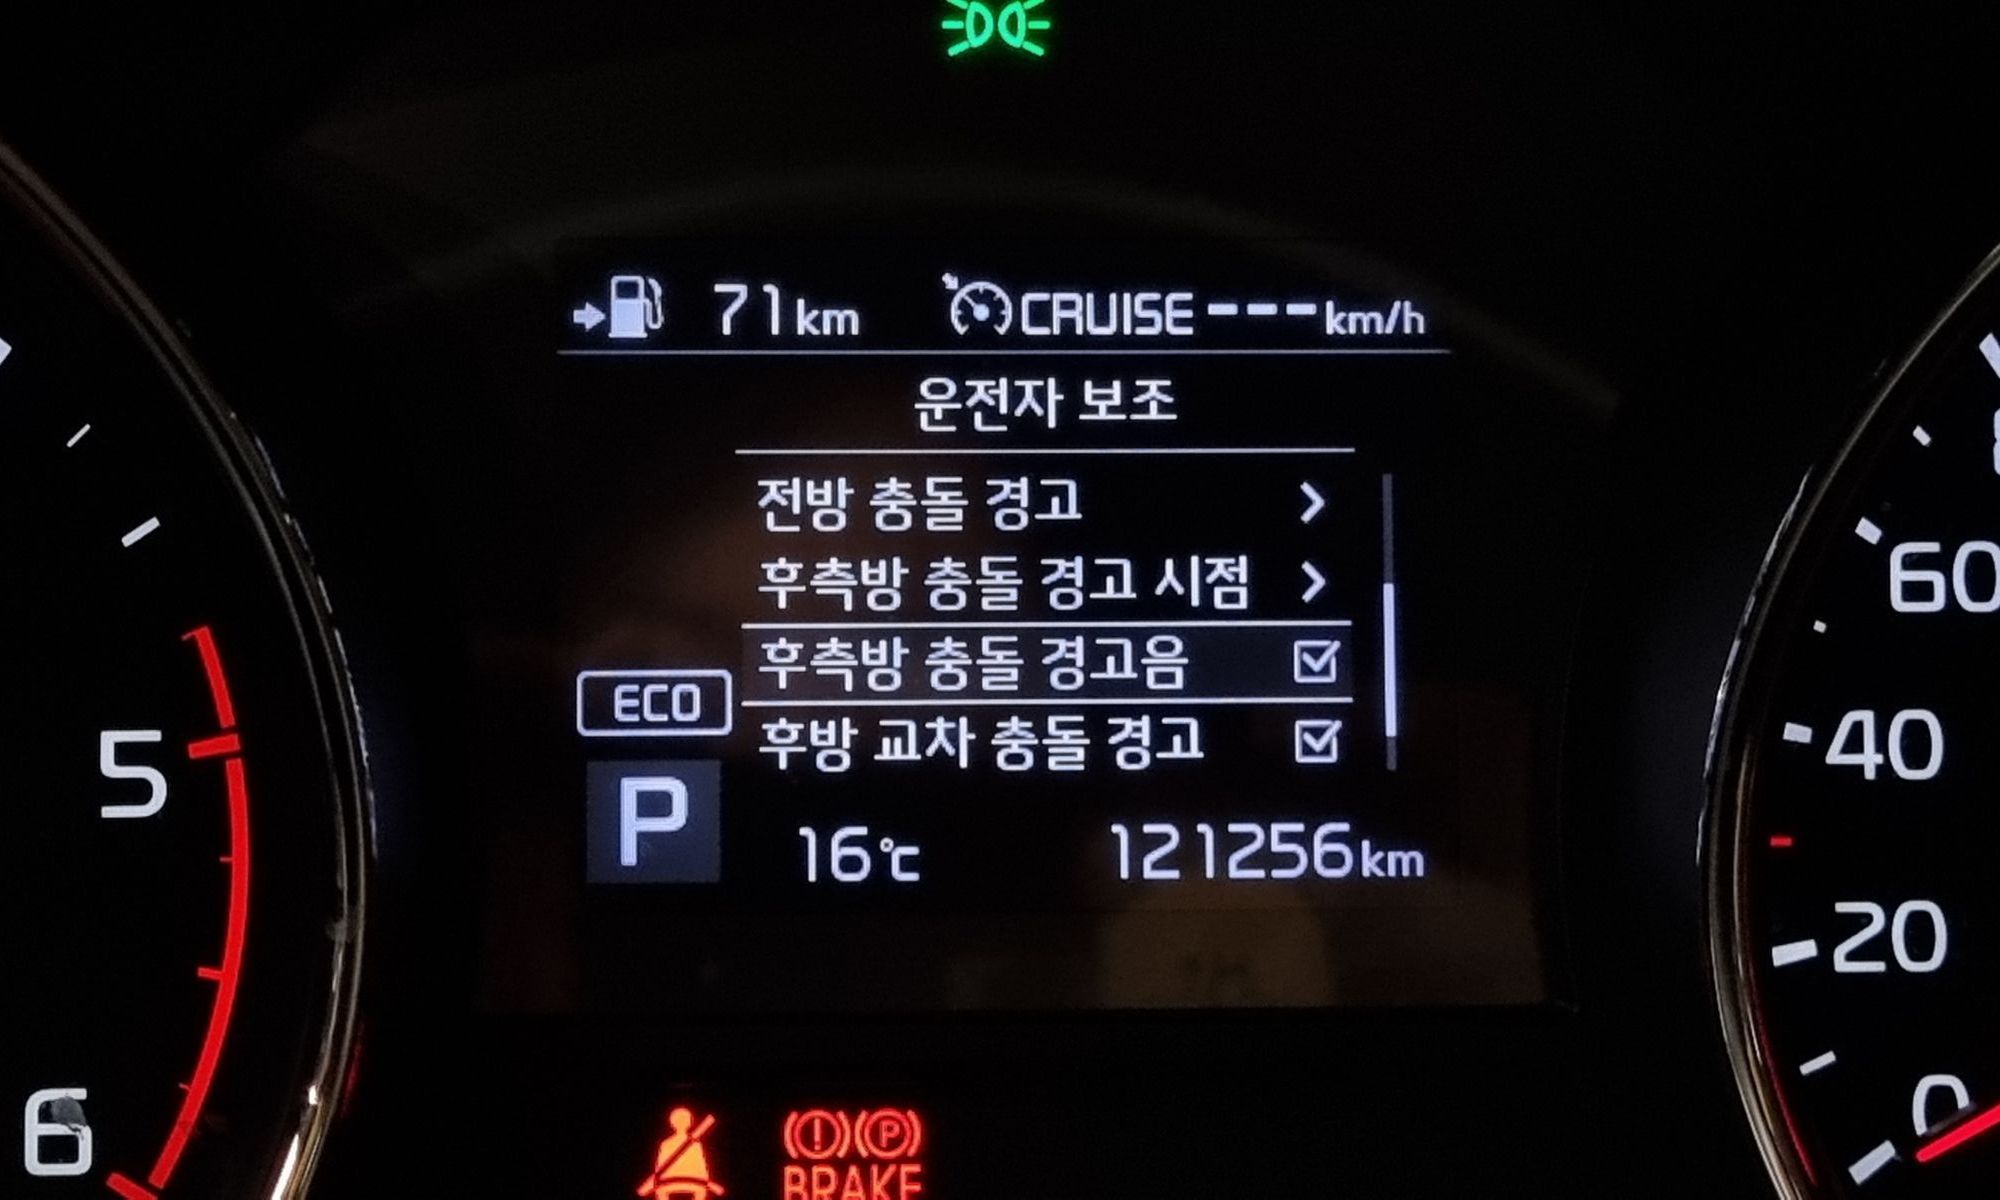 71km CRUISE ---km/h
운전자 보조
전방 충돌 경고
후측방 충돌 경고 시점
후측방 충돌 경고음
후방 교차 충돌 경고
ECO
P
16℃ 121256km
5
6
60
40
20
0
(!) (P)
BRAKE